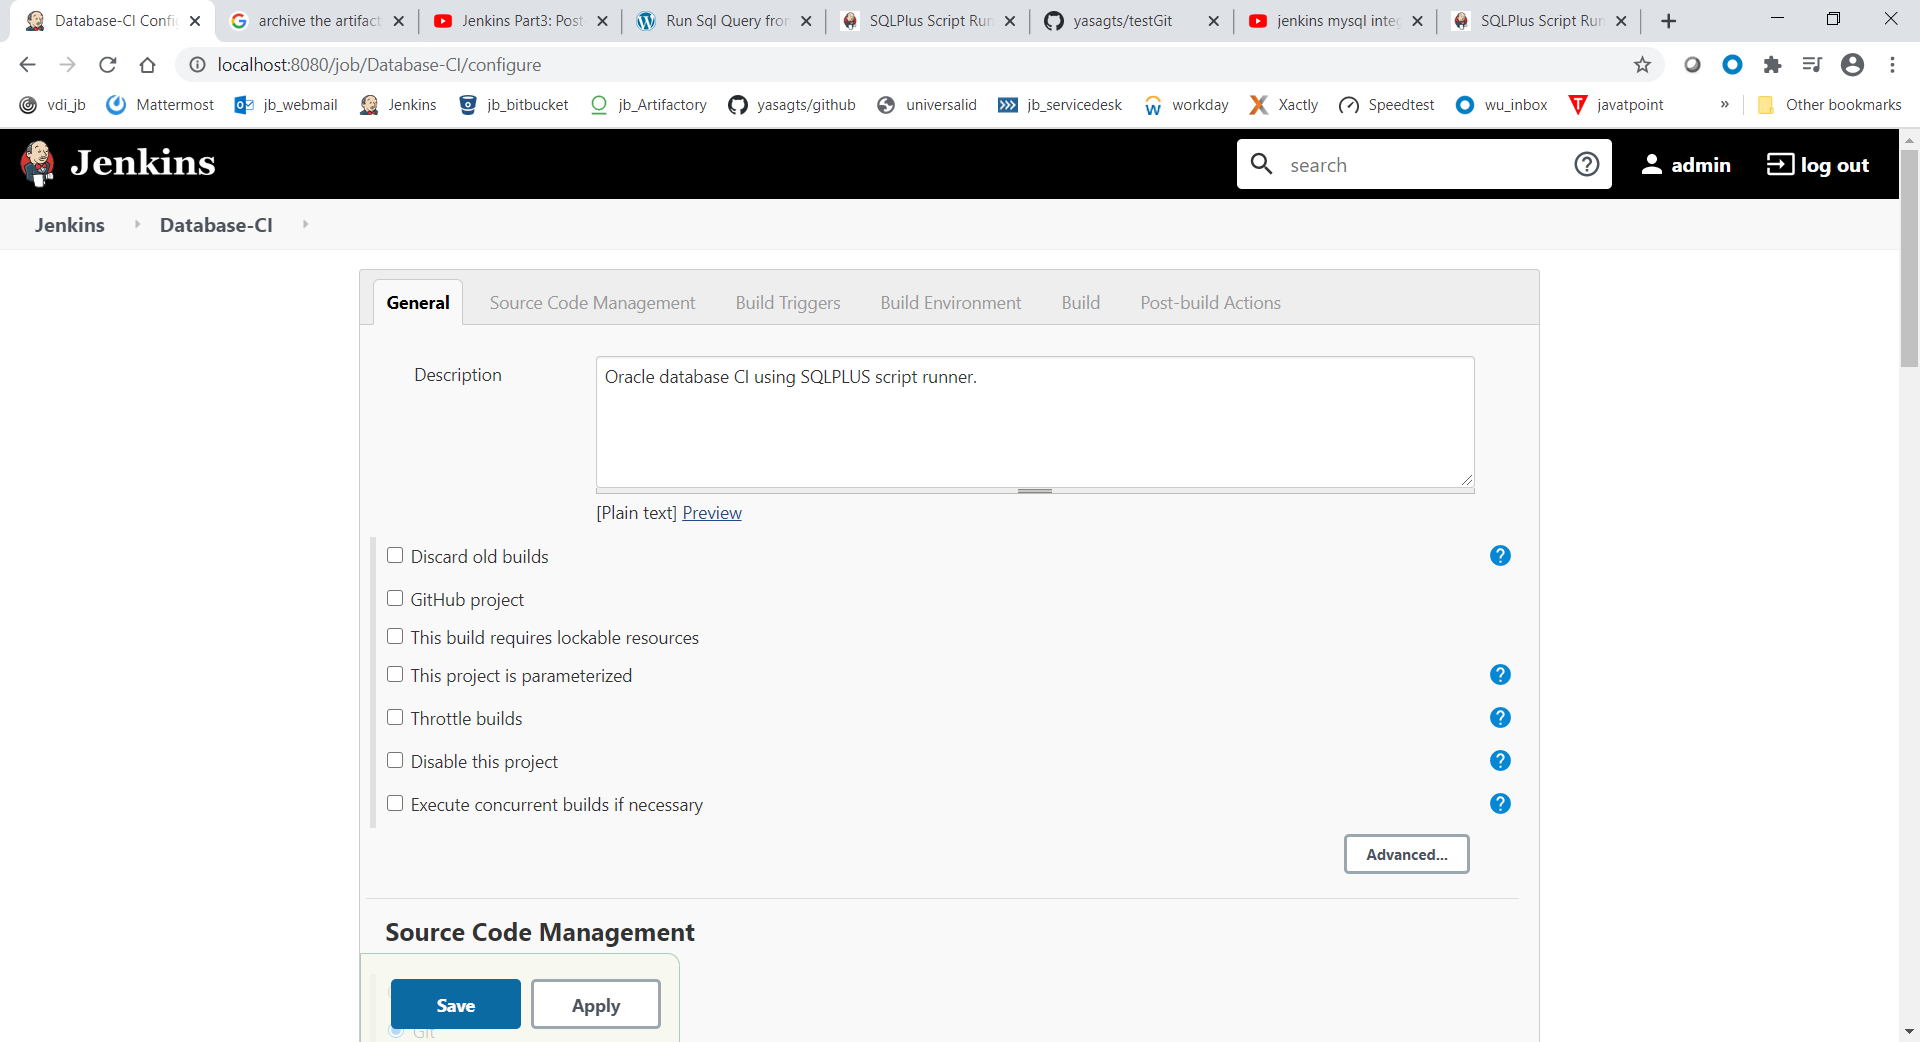 Database-CI Confi
archive the artifact
Jenkins Part3: Post
Run Sql Query fro
SQLPlus Script Run
yasagts/testGit
jenkins mysql inte
SQLPlus Script Run
localhost:8080/job/Database-CI/configure
vdi_jb
Mattermost
jb_webmail
Jenkins
jb_bitbucket
jb_Artifactory
yasagts/github
universalid
jb_servicedesk
workday
Xactly
Speedtest
wu_inbox
javatpoint
»
Other bookmarks
Jenkins
search
admin
log out
Jenkins
Database-CI
General
Source Code Management
Build Triggers
Build Environment
Build
Post-build Actions
Description
Oracle database CI using SQLPLUS script runner.
[Plain text] Preview
Discard old builds
GitHub project
This build requires lockable resources
This project is parameterized
Throttle builds
Disable this project
Execute concurrent builds if necessary
Advanced...
Source Code Management
Save
Apply
Git